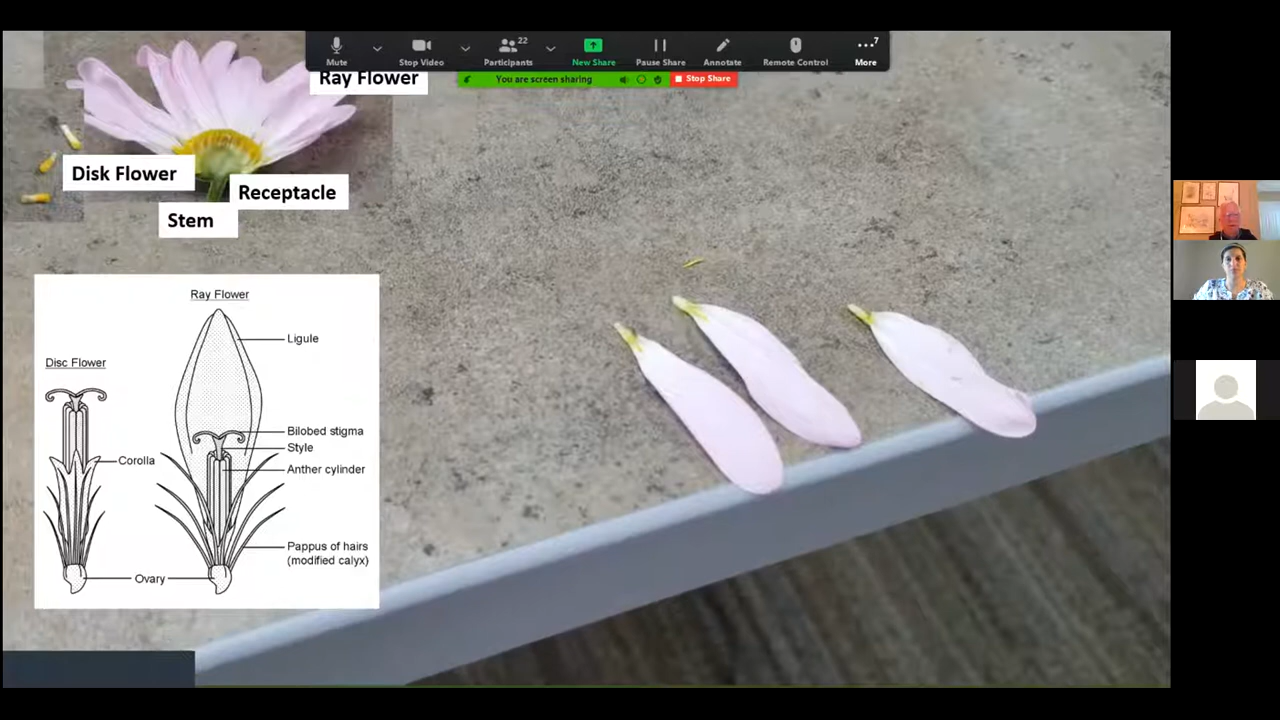 22
7
Mute
Stop Video
Participants
New Share
Pause Share
Annotate
Remote Control
More
You are screen sharing
Stop Share
Ray Flower
Disk Flower
Receptacle
Stem
Ray Flower
Ligule
Disc Flower
Bilobed stigma
Style
Corolla
Anther cylinder
Pappus of hairs
(modified calyx)
Ovary